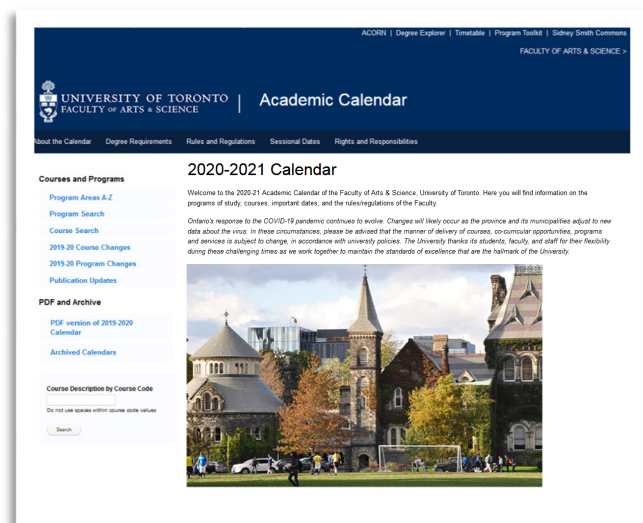 ACORN | Degree Explorer | Timetable | Program Toolkit | Sidney Smith Commons
FACULTY OF ARTS & SCIENCE >
UNIVERSITY OF TORONTO
FACULTY OF ARTS & SCIENCE
Academic Calendar
About the Calendar Degree Requirements Rules and Regulations Sessional Dates Rights and Responsibilities
Courses and Programs
Program Areas A-Z
Program Search
Course Search
2019-20 Course Changes
2019-20 Program Changes
Publication Updates
PDF and Archive
PDF version of 2019-2020
Calendar
Archived Calendars
Course Description by Course Code
Do not use spaces within course code values
Search
2020-2021 Calendar
Welcome to the 2020-21 Academic Calendar of the Faculty of Arts & Science, University of Toronto. Here you will find information on the
programs of study, courses, important dates, and the rules/regulations of the Faculty.
Ontario's response to the COVID-19 pandemic continues to evolve. Changes will likely occur as the province and its municipalities adjust to new
data about the virus. In these circumstances, please be advised that the manner of delivery of courses, co-curricular opportunities, programs
and services is subject to change, in accordance with university policies. The University thanks its students, faculty, and staff for their flexibility
during these challenging times as we work together to maintain the standards of excellence that are the hallmark of the University.